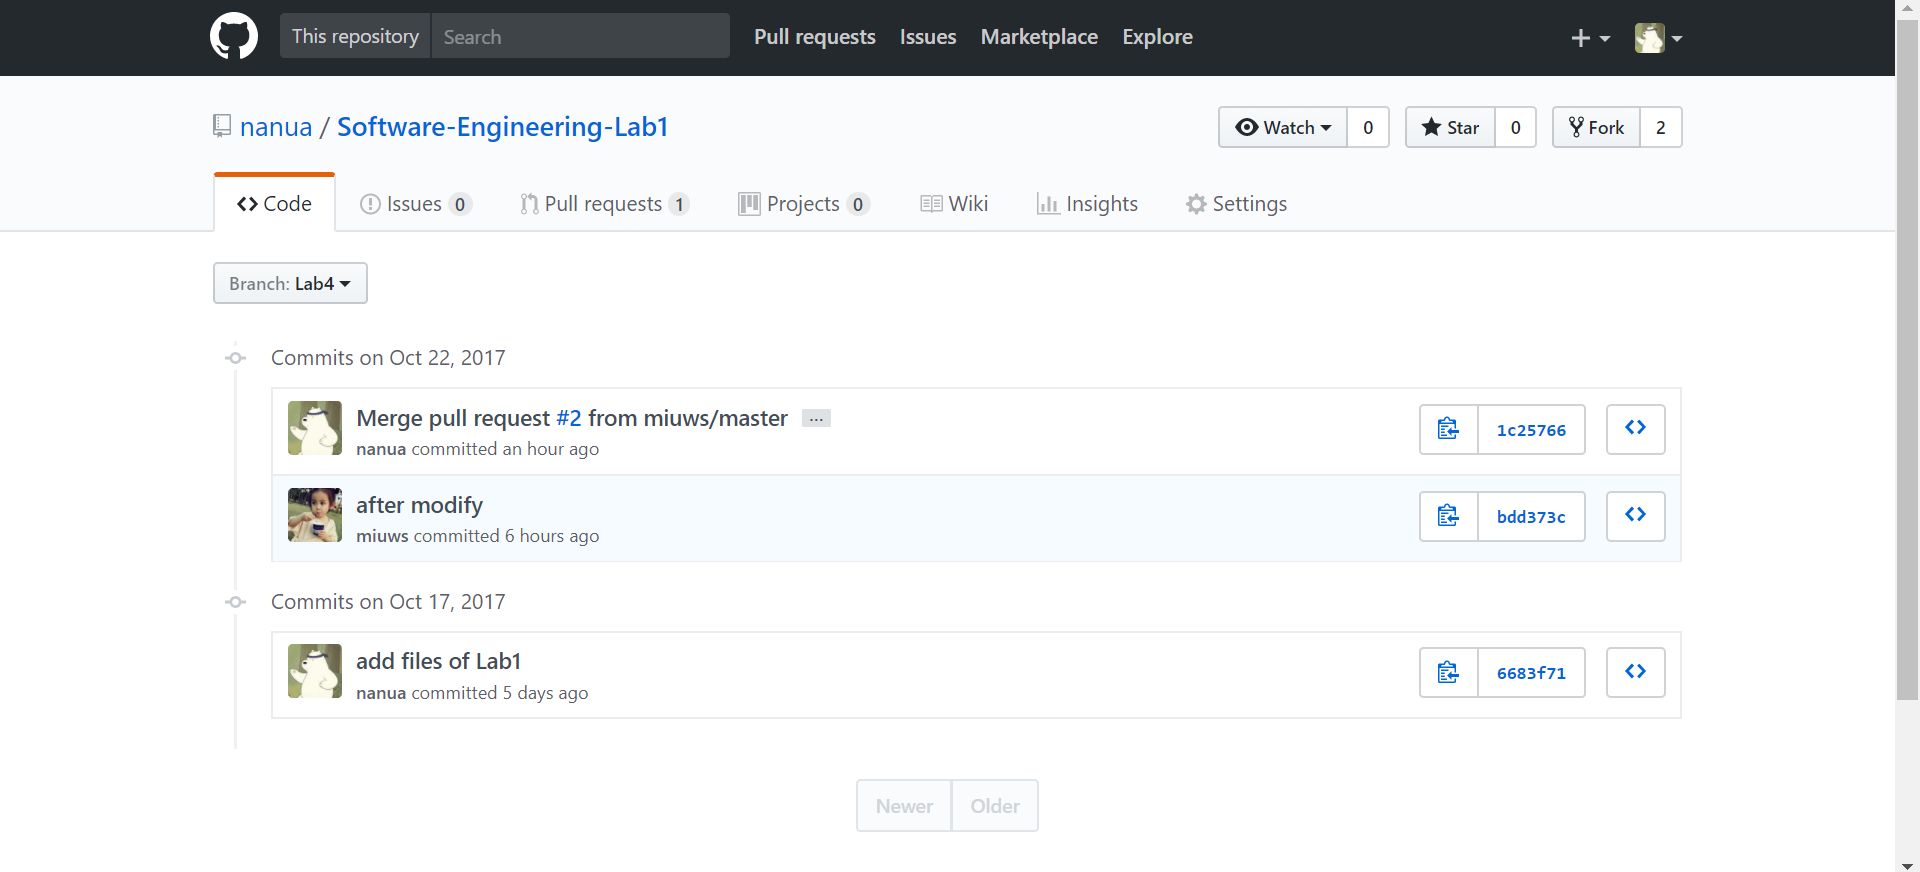 This repository Search Pull requests Issues Marketplace Explore
nanua / Software-Engineering-Lab1 Watch 0 Star 0 Fork 2
Code Issues 0 Pull requests 1 Projects 0 Wiki Insights Settings
Branch: Lab4
Commits on Oct 22, 2017
Merge pull request #2 from miuws/master …
nanua committed an hour ago
1c25766
after modify
miuws committed 6 hours ago
bdd373c
Commits on Oct 17, 2017
add files of Lab1
nanua committed 5 days ago
6683f71
Newer Older